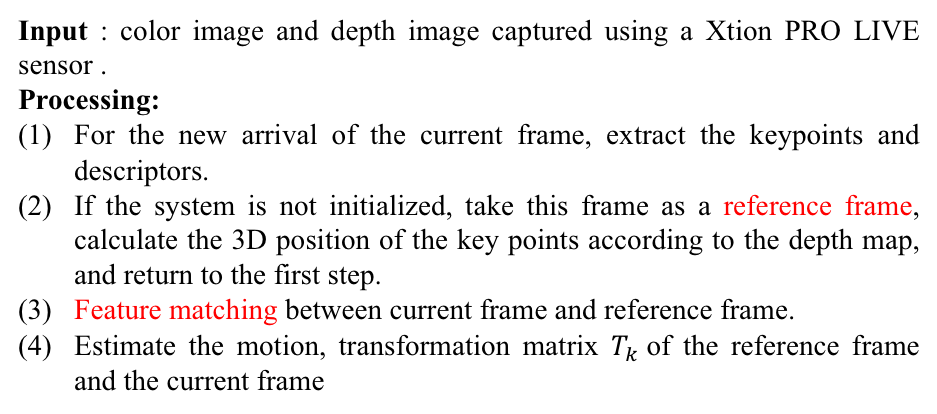 Input : color image and depth image captured using a Xtion PRO LIVE
sensor .
Processing:
(1) For the new arrival of the current frame, extract the keypoints and
descriptors.
(2) If the system is not initialized, take this frame as a reference frame,
calculate the 3D position of the key points according to the depth map,
and return to the first step.
(3) Feature matching between current frame and reference frame.
(4) Estimate the motion, transformation matrix T_k of the reference frame
and the current frame